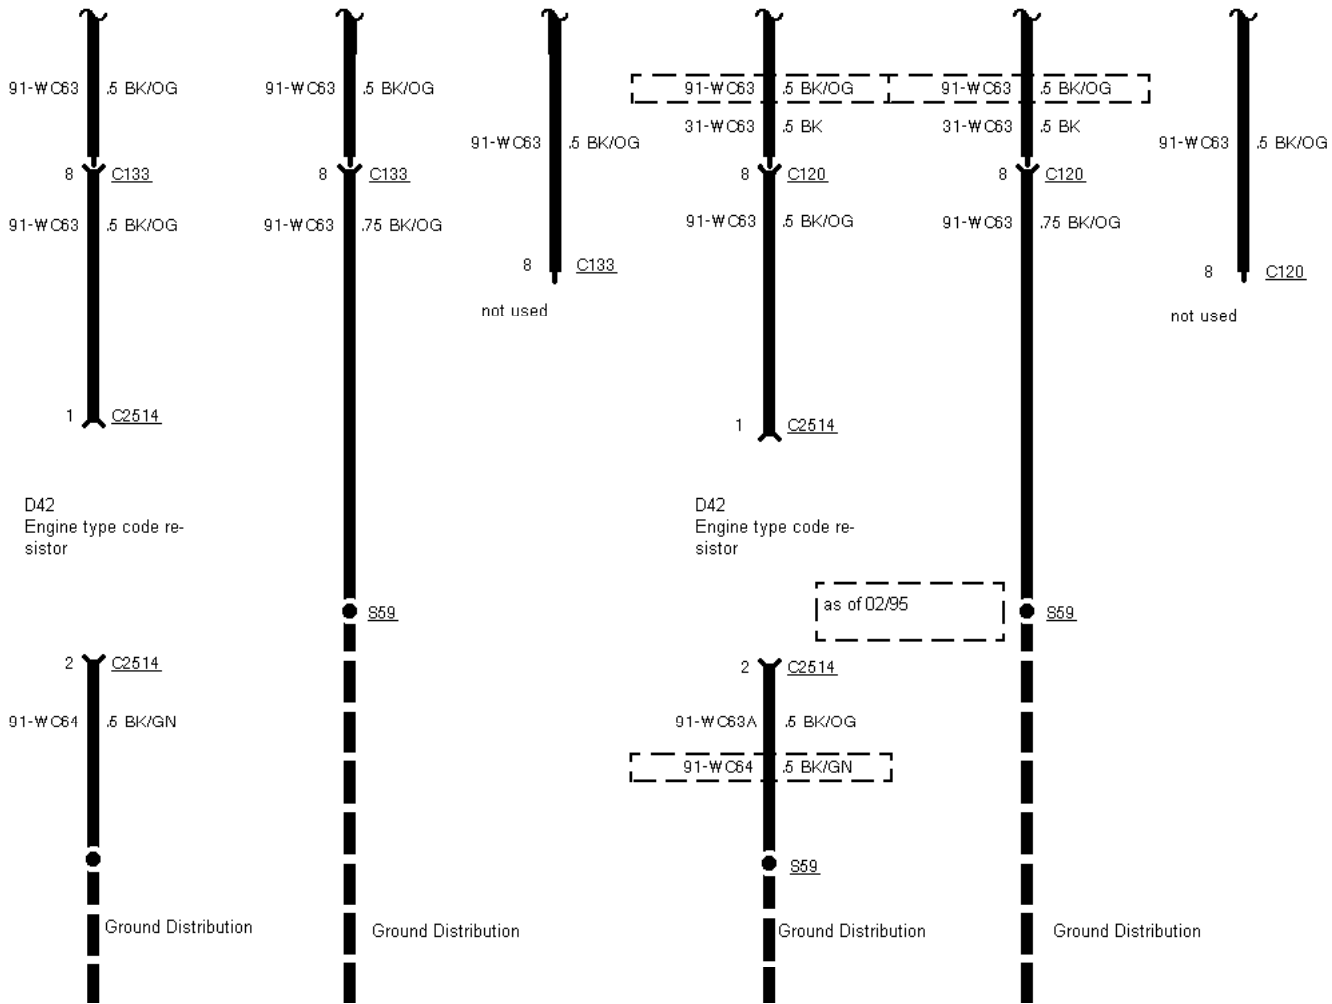 91-WC63 .5 BK/OG
8 C133
91-WC63 .5 BK/OG
1 C2514
D42
Engine type code re-
sistor
2 C2514
91-WC64 .5 BK/GN
Ground Distribution
91-WC63 .5 BK/OG
8 C133
91-WC63 .75 BK/OG
S59
Ground Distribution
91-WC63 .5 BK/OG
8 C133
not used
91-WC63 .5 BK/OG
31-WC63 .5 BK
8 C120
91-WC63 .5 BK/OG
1 C2514
D42
Engine type code re-
sistor
as of 02/95
2 C2514
91-WC63A .5 BK/OG
91-WC64 .5 BK/GN
S59
Ground Distribution
91-WC63 .5 BK/OG
31-WC63 .5 BK
8 C120
91-WC63 .75 BK/OG
S59
Ground Distribution
91-WC63 .5 BK/OG
8 C120
not used